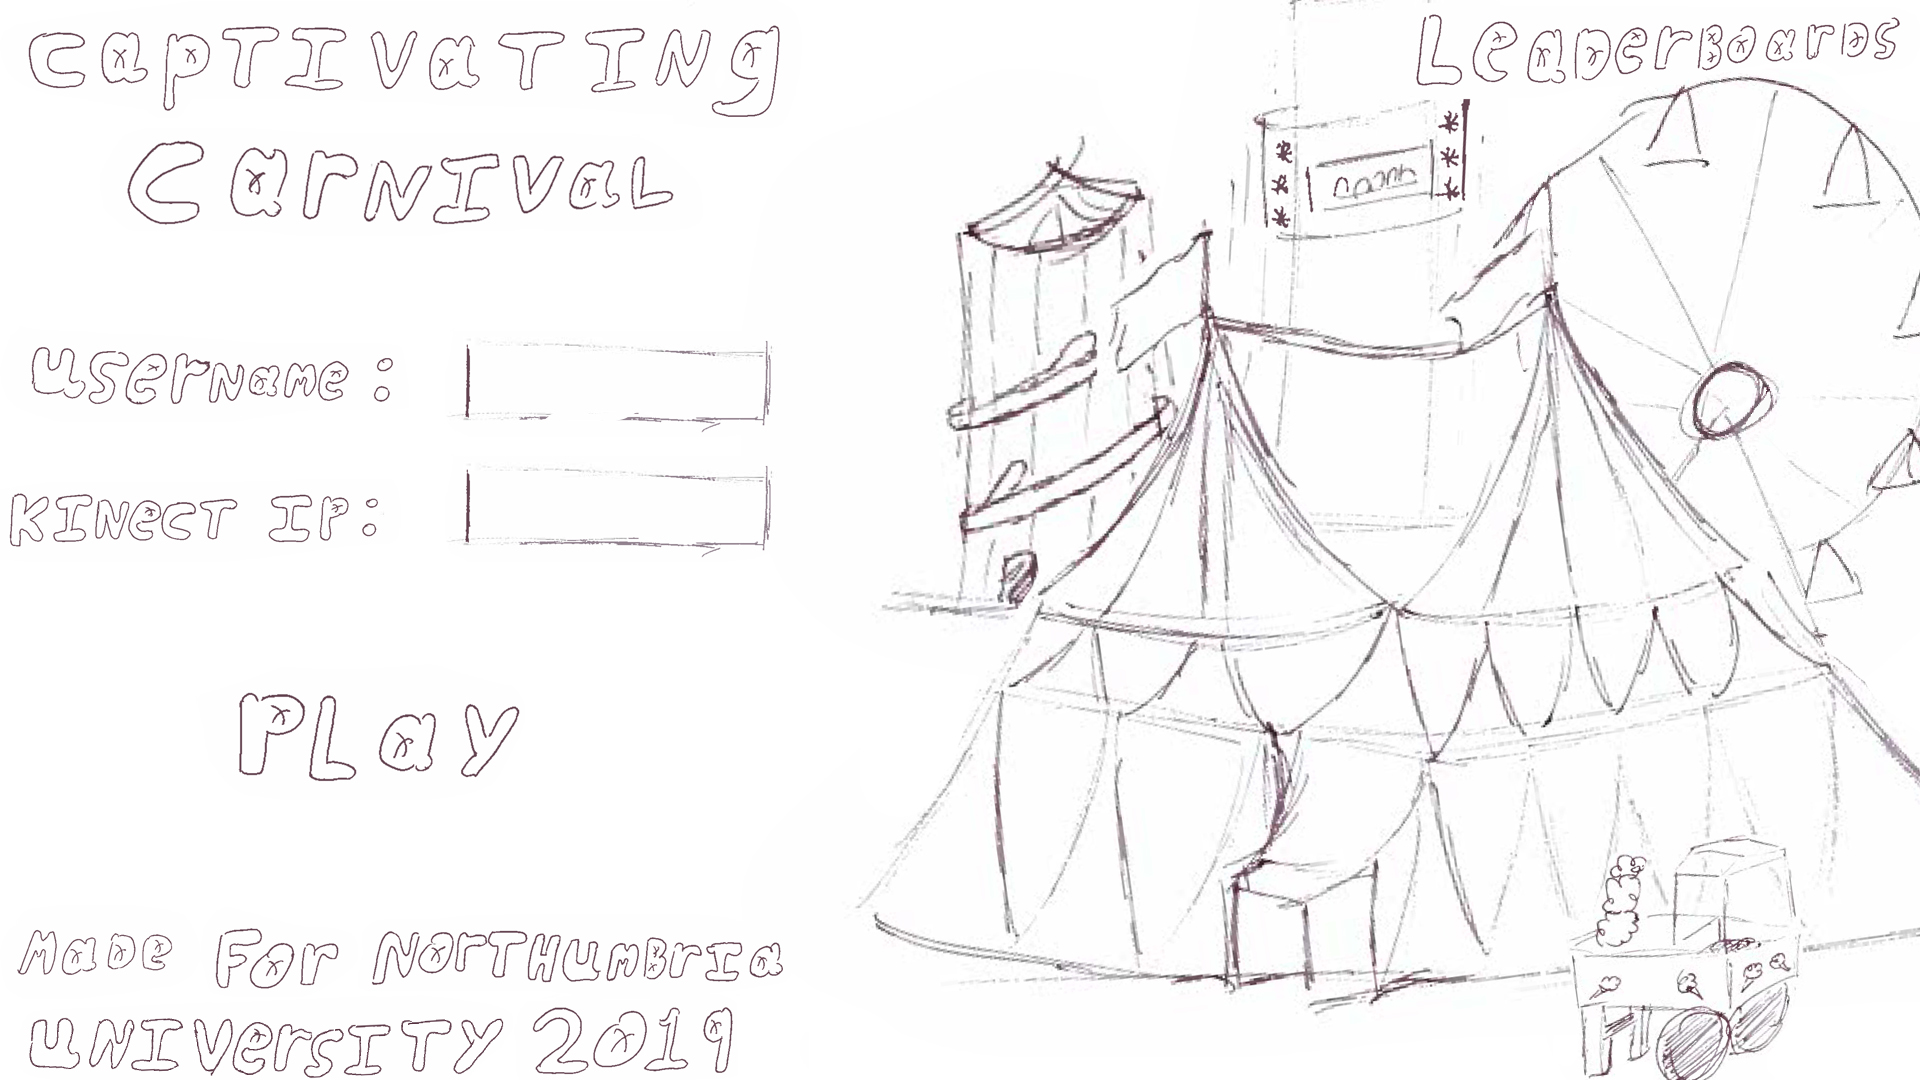 CapTIVaTINg
CarNIVaL
Leaderboards
Username:
KINecT IP:
PLay
Made For NorTHumBrIa
UNIVersITY 2019